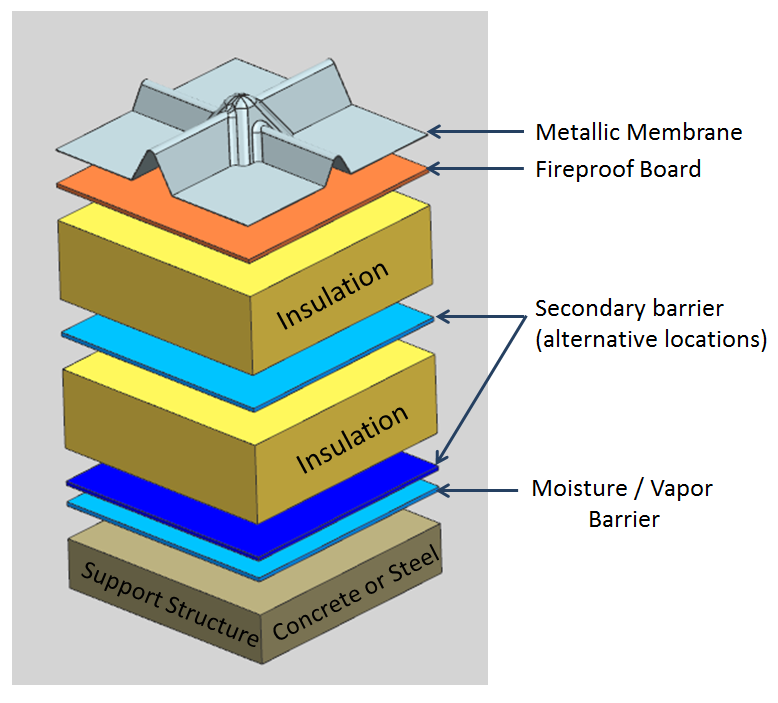 Metallic Membrane
Fireproof Board
Insulation
Secondary barrier
(alternative locations)
Insulation
Moisture / Vapor
Barrier
Support Structure
Concrete or Steel